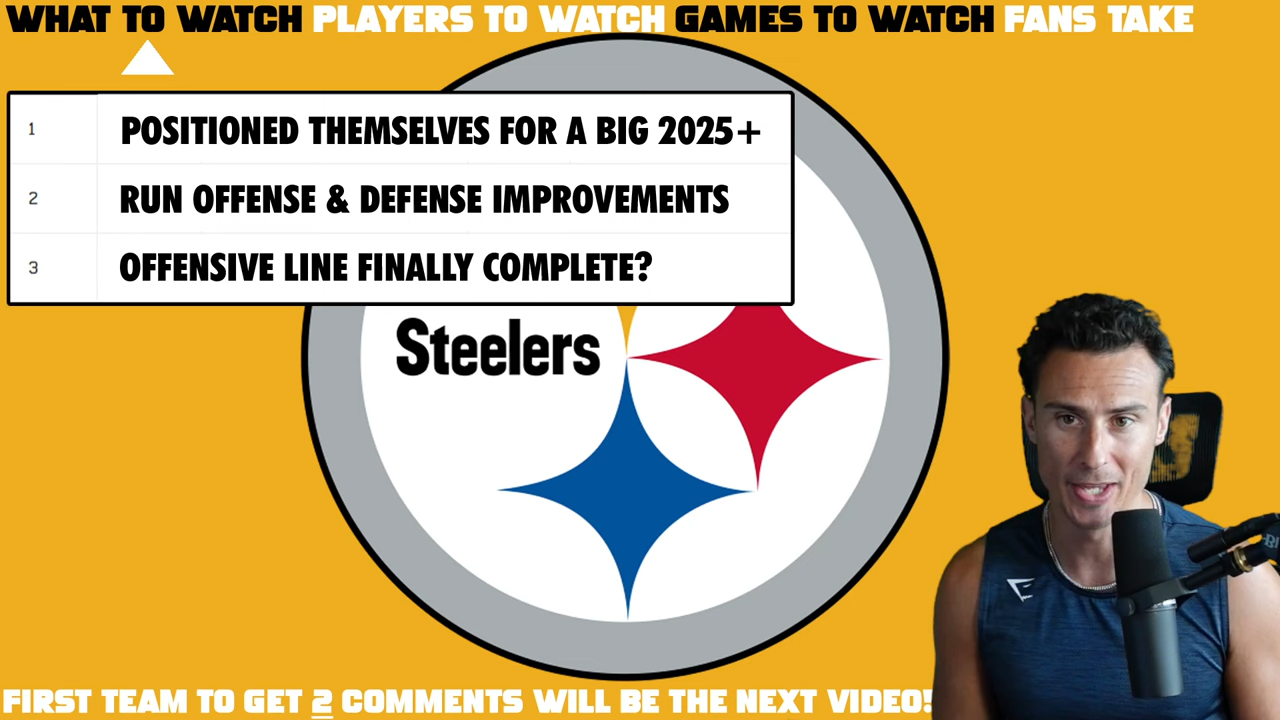 WHAT TO WATCH PLAYERS TO WATCH GAMES TO WATCH FANS TAKE
1 POSITIONED THEMSELVES FOR A BIG 2025+
2 RUN OFFENSE & DEFENSE IMPROVEMENTS
3 OFFENSIVE LINE FINALLY COMPLETE?
Steelers
FIRST TEAM TO GET 2 COMMENTS WILL BE THE NEXT VIDEO!